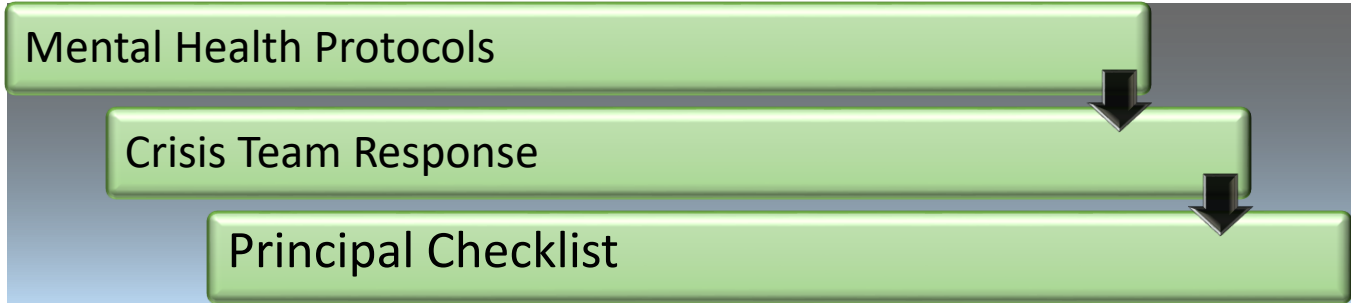 Mental Health Protocols
Crisis Team Response
Principal Checklist